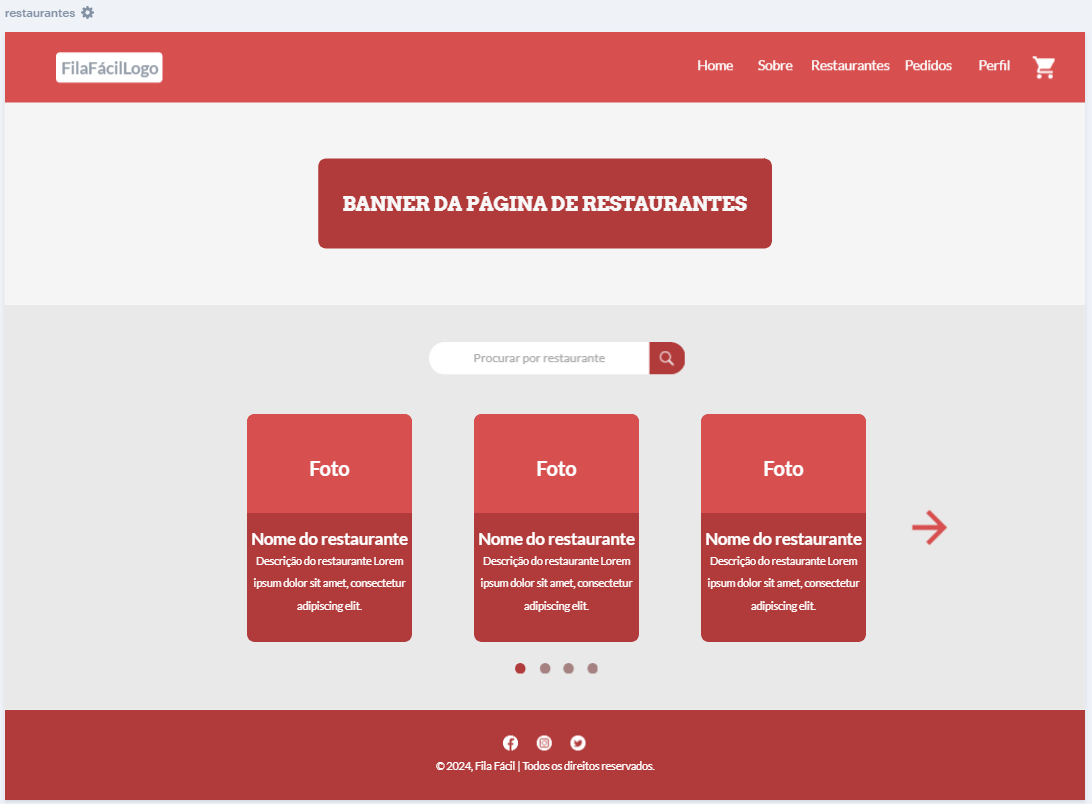 restaurantes
FilaFácilLogo
Home Sobre Restaurantes Pedidos Perfil
BANNER DA PÁGINA DE RESTAURANTES
Procurar por restaurante
Foto
Nome do restaurante
Descrição do restaurante Lorem
ipsum dolor sit amet, consectetur
adipiscing elit.
Foto
Nome do restaurante
Descrição do restaurante Lorem
ipsum dolor sit amet, consectetur
adipiscing elit.
Foto
Nome do restaurante
Descrição do restaurante Lorem
ipsum dolor sit amet, consectetur
adipiscing elit.
© 2024, Fila Fácil | Todos os direitos reservados.